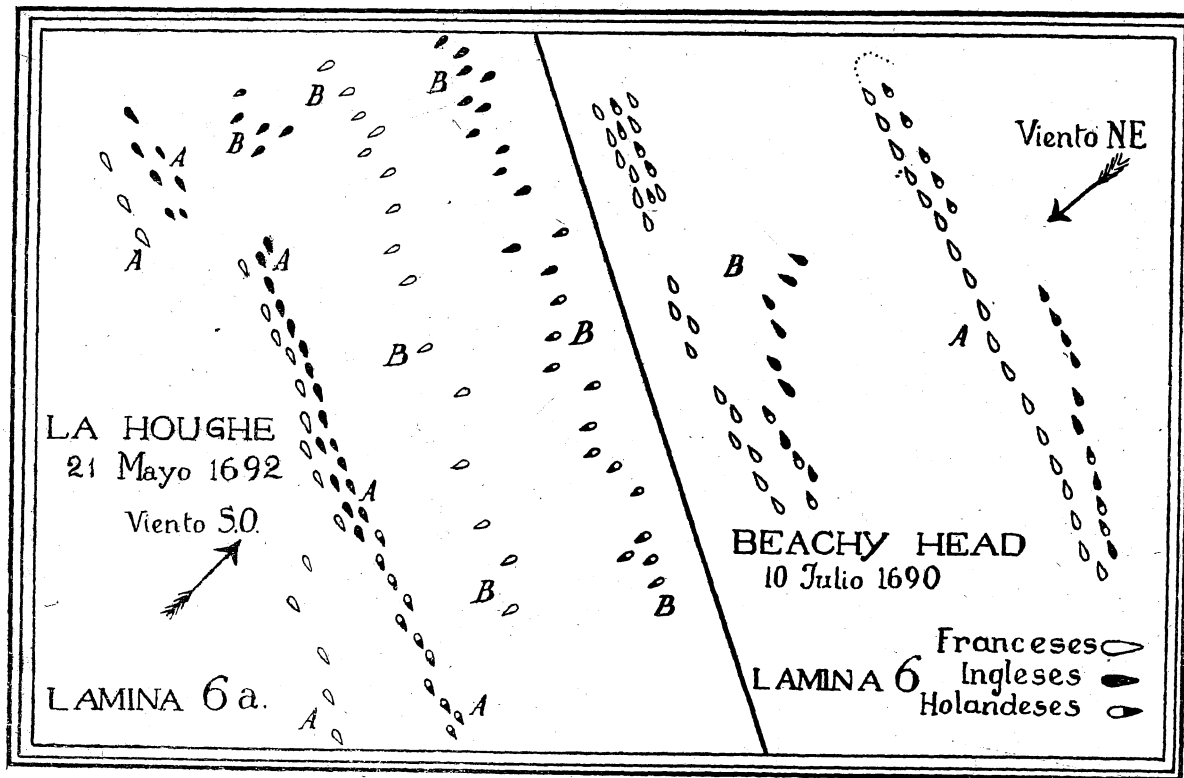 B
B
A
B
A
A
B
B
A
LA HOUGHE
21 Mayo 1692
Viento S.O.
B
B
A
A
LAMINA 6a.
Viento NE
B
A
BEACHY HEAD
10 Julio 1690
Franceses
LAMINA 6
Ingleses
Holandeses